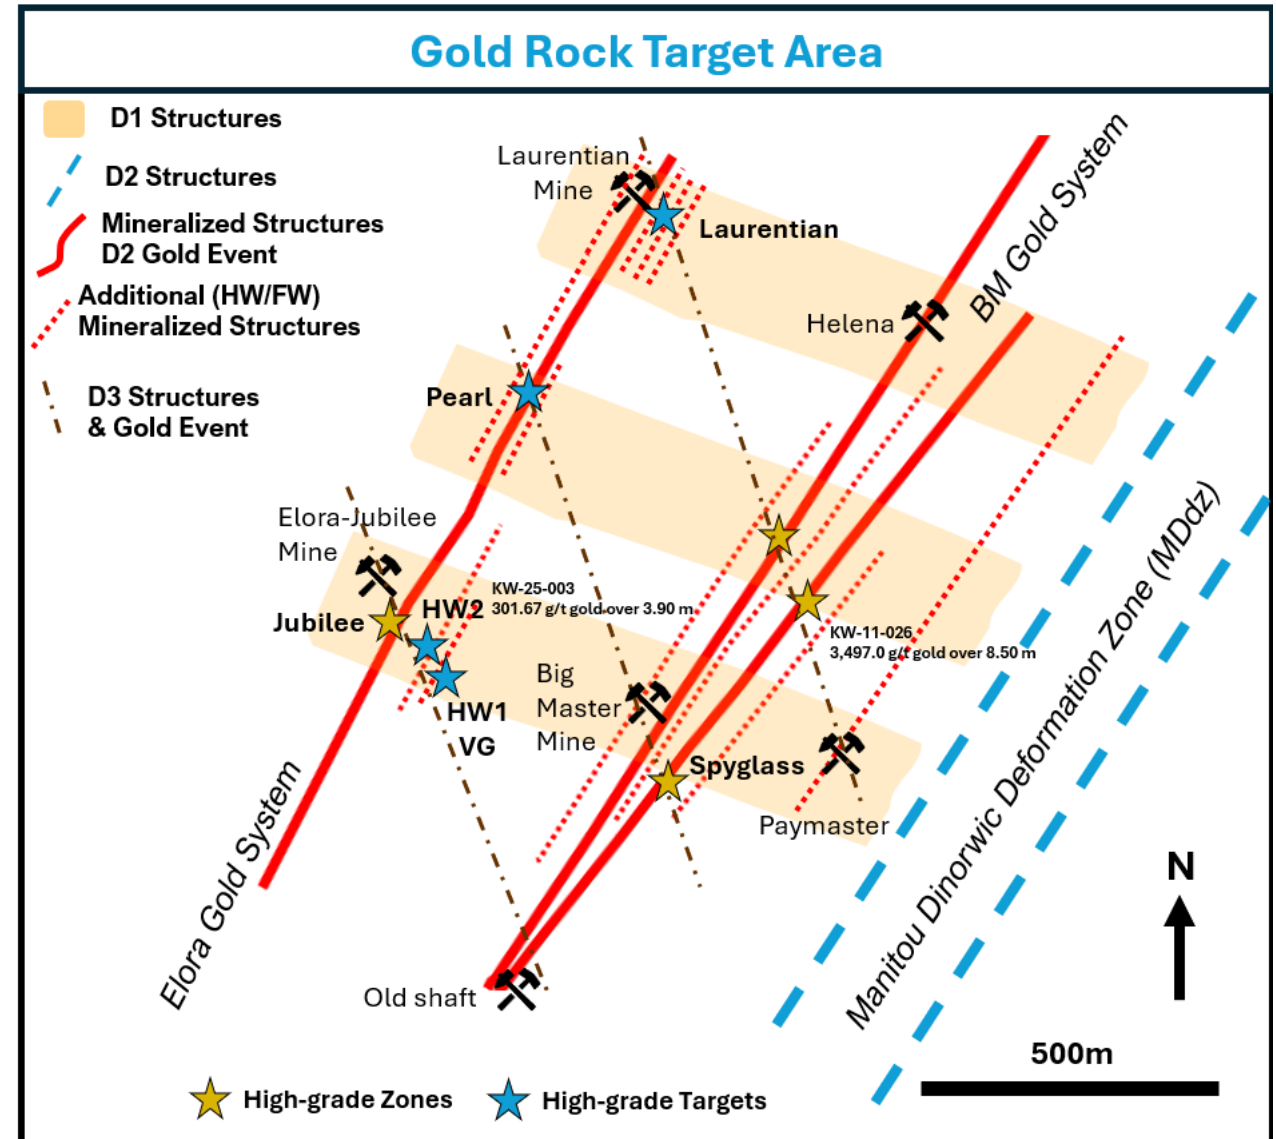 Gold Rock Target Area
D1 Structures
D2 Structures
Mineralized Structures
D2 Gold Event
Additional (HW/FW)
Mineralized Structures
D3 Structures
& Gold Event
Laurentian
Mine
Laurentian
BM Gold System
Helena
Pearl
Elora-Jubilee
Mine
Jubilee
HW2
KW-25-003
301.67 g/t gold over 3.90 m
KW-11-026
3,497.0 g/t gold over 8.50 m
HW1
VG
Big
Master
Mine
Spyglass
Paymaster
Elora Gold System
Manitou Dinorwic Deformation Zone (MDdz)
Old shaft
N
500m
High-grade Zones
High-grade Targets